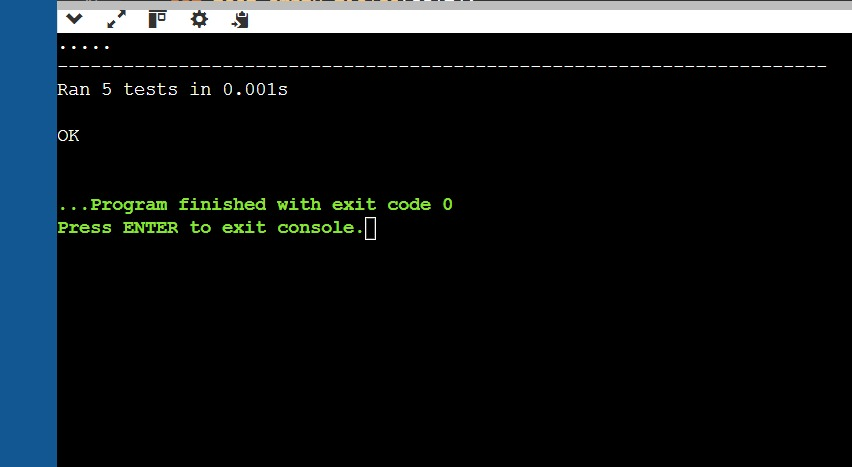 .....
----------------------------------------------------------------------
Ran 5 tests in 0.001s
OK
...Program finished with exit code 0
Press ENTER to exit console.